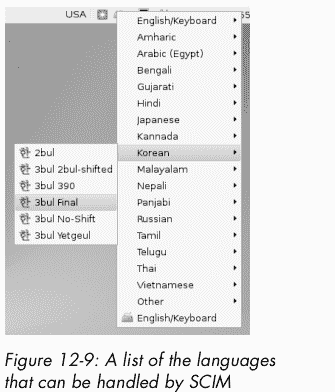 USA
English/Keyboard
Amharic
Arabic (Egypt)
Bengali
Gujarati
Hindi
Japanese
Kannada
Korean
한 2bul
한 3bul 2bul-shifted
한 3bul 390
한 3bul Final
한 3bul No-Shift
한 3bul Yetgeul
Malayalam
Nepali
Panjabi
Russian
Tamil
Telugu
Thai
Vietnamese
Other
English/Keyboard
Figure 12-9: A list of the languages
that can be handled by SCIM